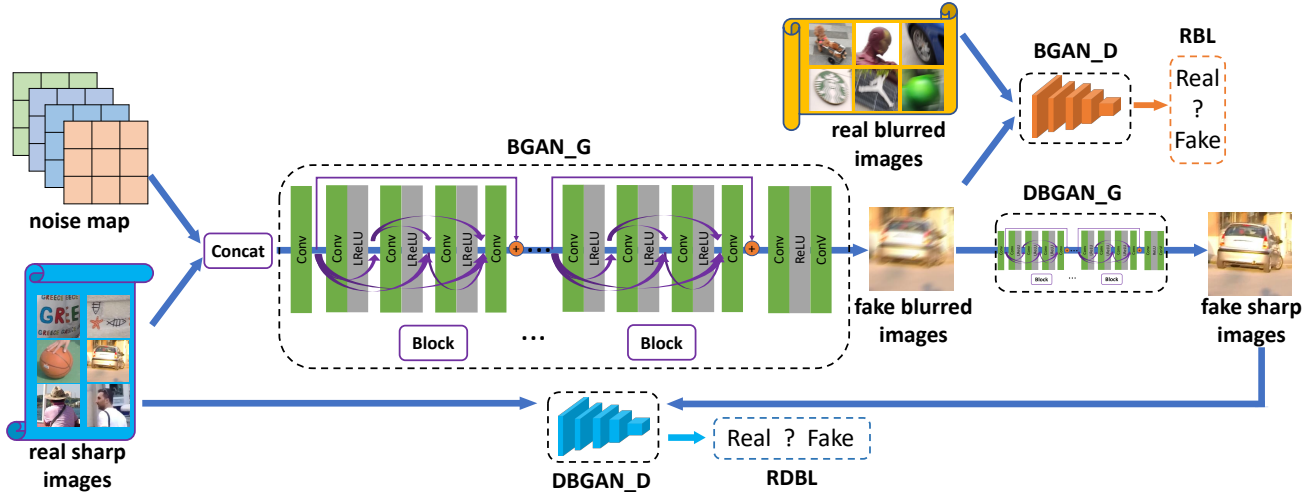 BGAN_D
RBL
Real
?
Fake
real blurred
images
noise map
BGAN_G
Conv
Conv
LReLU
Conv
LReLU
Conv
LReLU
Conv
+
...
Conv
LReLU
Conv
LReLU
Conv
LReLU
Conv
+
Conv
ReLU
Conv
Concat
Block
...
Block
DBGAN_G
Block
...
Block
fake blurred
images
fake sharp
images
GREE
real sharp
images
DBGAN_D
Real ? Fake
RDBL